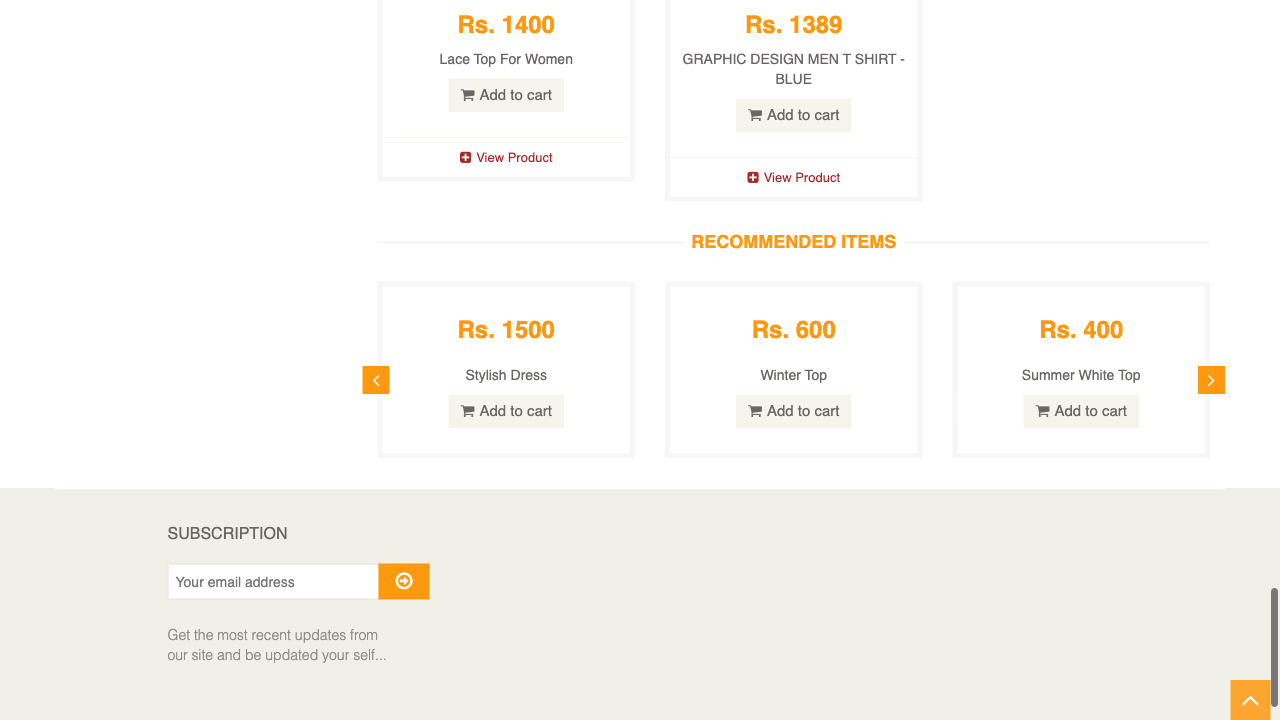 Rs. 1400
Lace Top For Women
Add to cart
View Product
Rs. 1389
GRAPHIC DESIGN MEN T SHIRT -
BLUE
Add to cart
View Product
RECOMMENDED ITEMS
Rs. 1500
Stylish Dress
Add to cart
Rs. 600
Winter Top
Add to cart
Rs. 400
Summer White Top
Add to cart
SUBSCRIPTION
Your email address
Get the most recent updates from
our site and be updated your self...